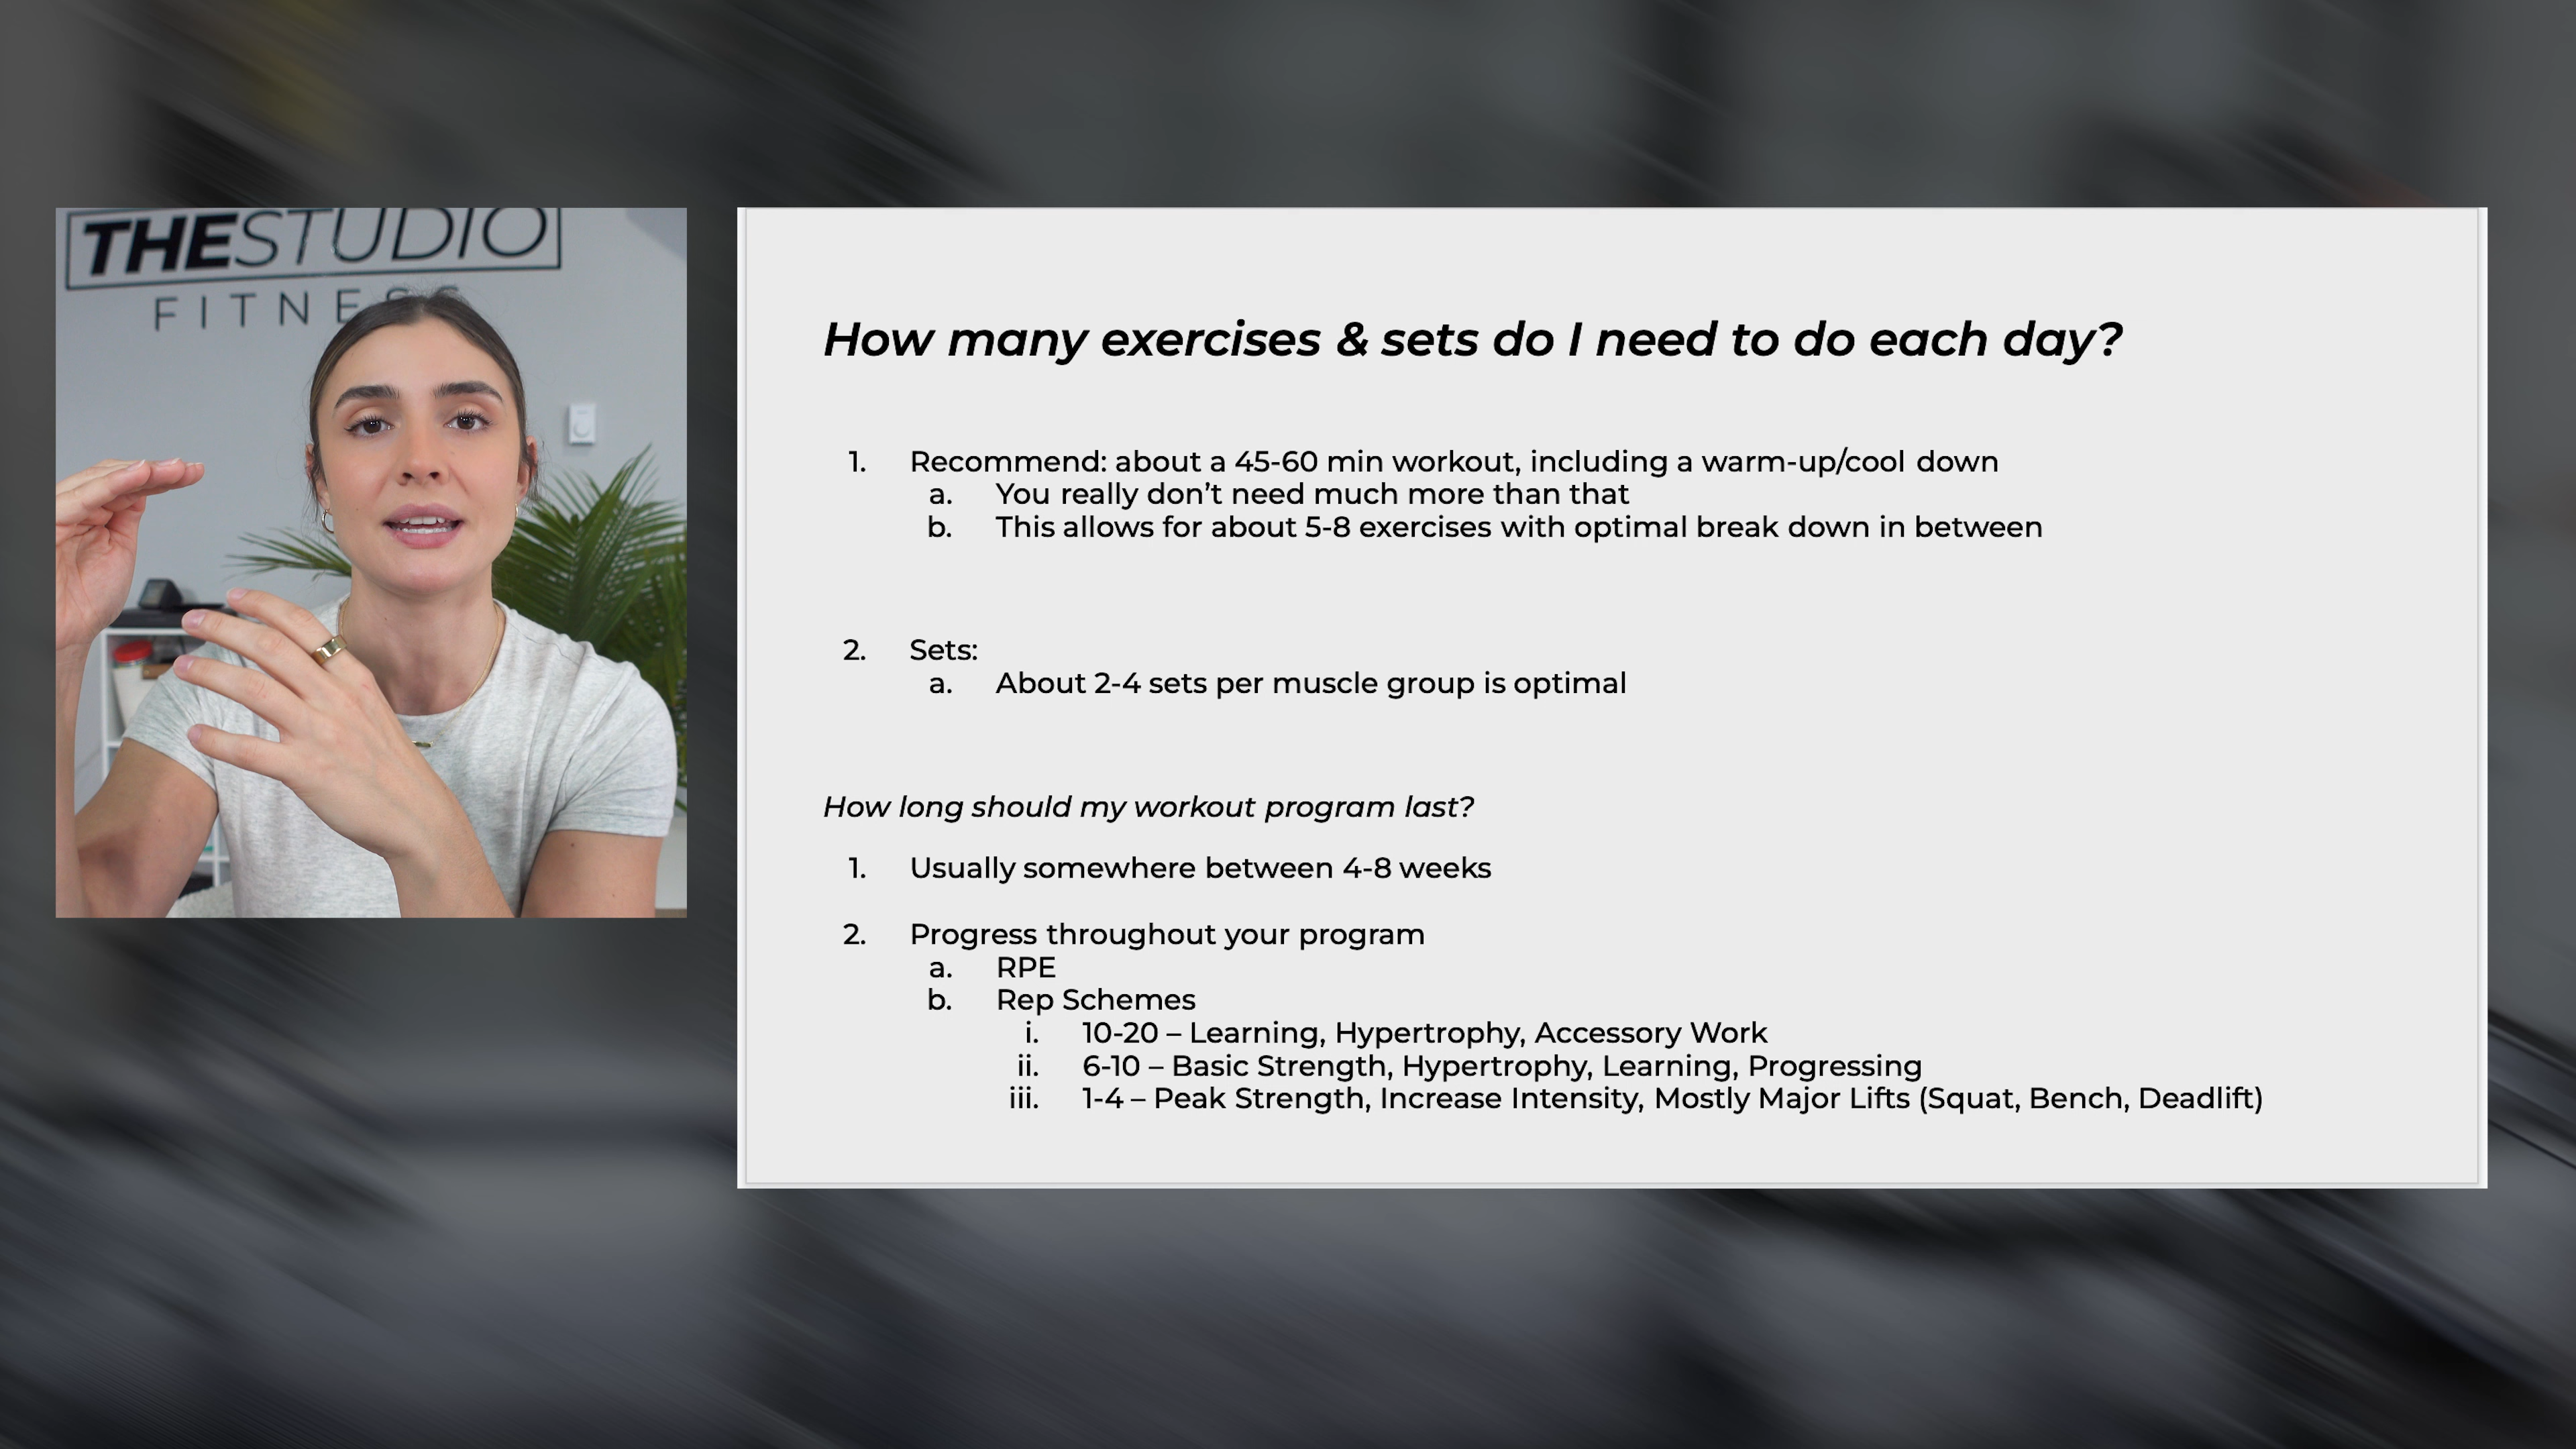 THESTUDIO
FITNESS
How many exercises & sets do I need to do each day?
1. Recommend: about a 45-60 min workout, including a warm-up/cool down
a. You really don’t need much more than that
b. This allows for about 5-8 exercises with optimal break down in between
2. Sets:
a. About 2-4 sets per muscle group is optimal
How long should my workout program last?
1. Usually somewhere between 4-8 weeks
2. Progress throughout your program
a. RPE
b. Rep Schemes
i. 10-20 – Learning, Hypertrophy, Accessory Work
ii. 6-10 – Basic Strength, Hypertrophy, Learning, Progressing
iii. 1-4 – Peak Strength, Increase Intensity, Mostly Major Lifts (Squat, Bench, Deadlift)